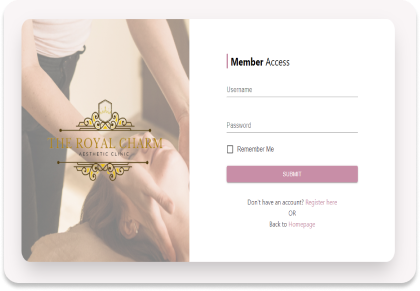 THE ROYAL CHARM
AESTHETIC CLINIC
Member Access
Username
Password
Remember Me
SUBMIT
Don't have an account? Register here
OR
Back to Homepage